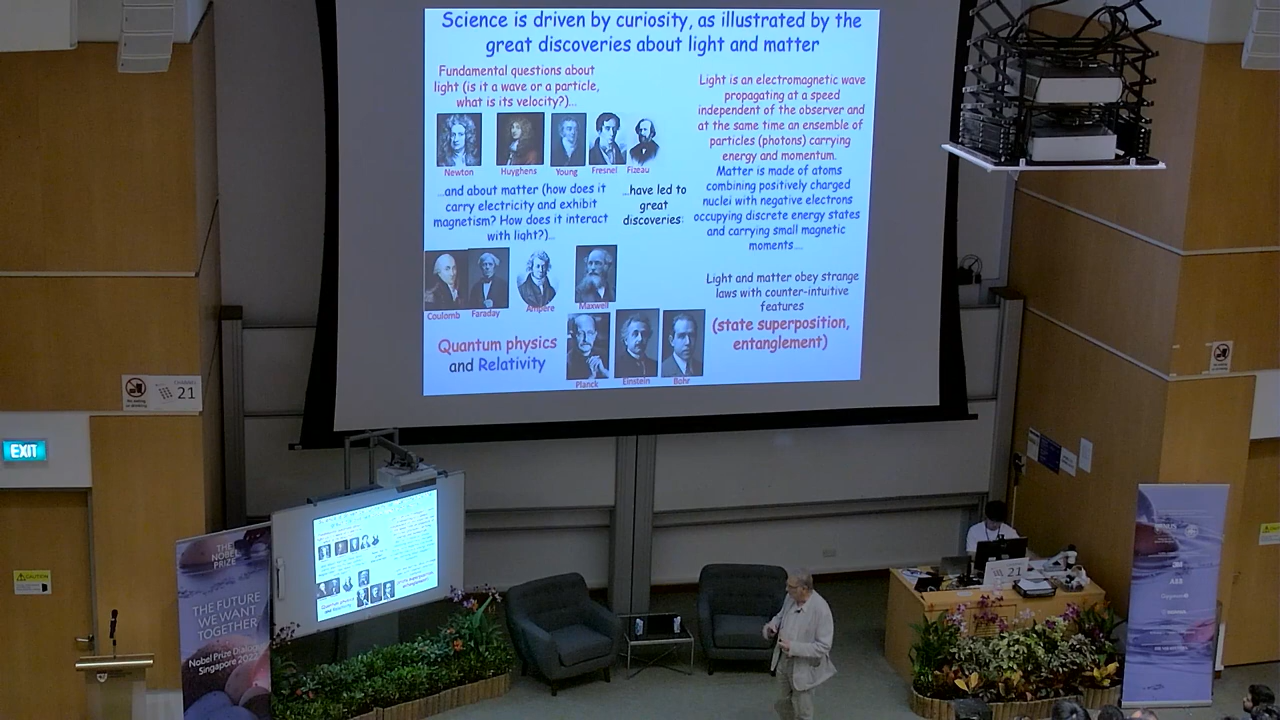 Science is driven by curiosity, as illustrated by the
great discoveries about light and matter
Fundamental questions about
light (is it a wave or a particle,
what is its velocity?)...
Newton
Huyghens
Young
Fresnel
Fizeau
...and about matter (how does it
carry electricity and exhibit
magnetism? How does it interact
with light?)...
...have led to
great
discoveries:
Coulomb
Faraday
Ampère
Maxwell
Quantum physics
and Relativity
Planck
Einstein
Bohr
Light is an electromagnetic wave
propagating at a speed
independent of the observer and
at the same time an ensemble of
particles (photons) carrying
energy and momentum.
Matter is made of atoms
combining positively charged
nuclei with negative electrons
occupying discrete energy states
and carrying small magnetic
moments....
Light and matter obey strange
laws with counter-intuitive
features
(state superposition,
entanglement)
21
EXIT
CAUTION
THE
NOBEL
PRIZE
THE FUTURE
WE WANT
TOGETHER
Nobel Prize Dialogue
Singapore 2022
21
ABB